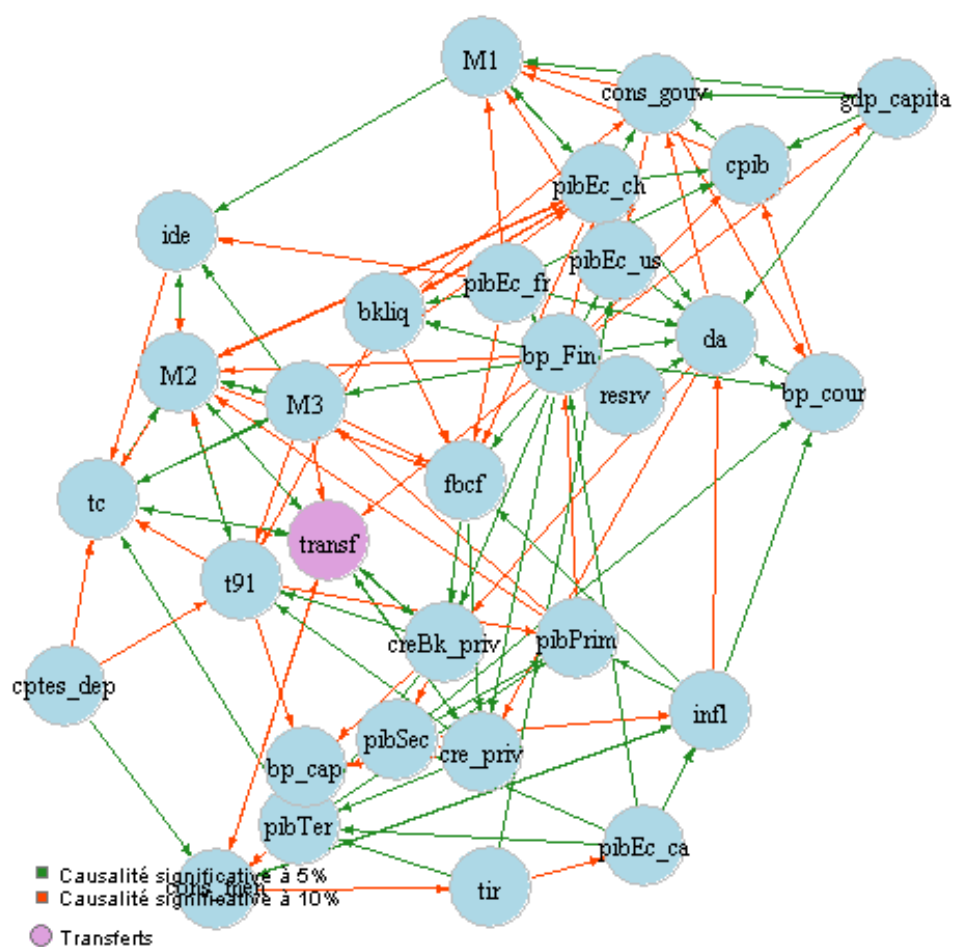 M1
cons_gouv
gdp_capita
cpib
pibEc_ch
ide
pibEc_us
pibEc_fr
bkliq
da
bp_Fin
M2
M3
resrv
bp_cour
fbcf
tc
transf
t91
creBk_priv
pibPrim
cptes_dep
infl
pibSec
cre_priv
bp_cap
pibTer
pibEc_ca
cons_men
tir
Causalité significative à 5%
Causalité significative à 10%
Transferts